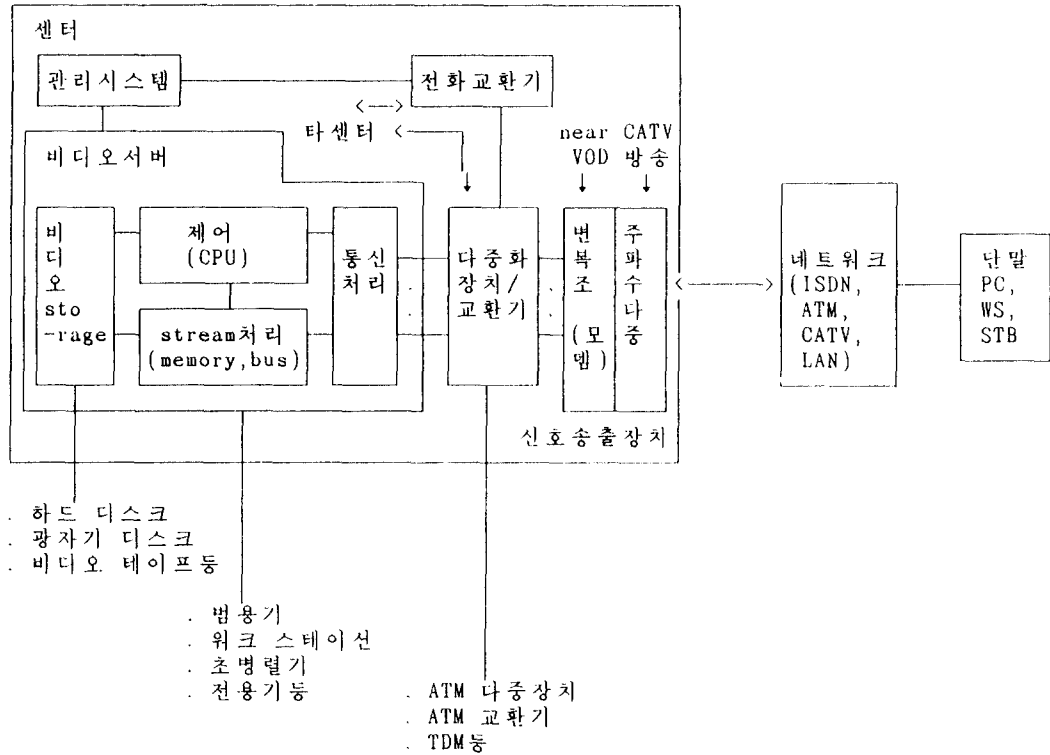 센터
관리시스템
전화교환기
<---->
타센터 <
near CATV
VOD 방송
비디오서버
비
디
오
sto
-rage
제어
(CPU)
stream처리
(memory,bus)
통신
처리
다중화
장치/
교환기
변
복
조
(모
뎀)
주
파
수
다
중
신호송출장치
네트워크
(ISDN,
ATM,
CATV,
LAN)
단말
PC,
WS,
STB
. 하드 디스크
. 광자기 디스크
. 비디오 테이프등
. 범용기
. 워크 스테이션
. 초병렬기
. 전용기등
. ATM 다중장치
. ATM 교환기
. TDM등